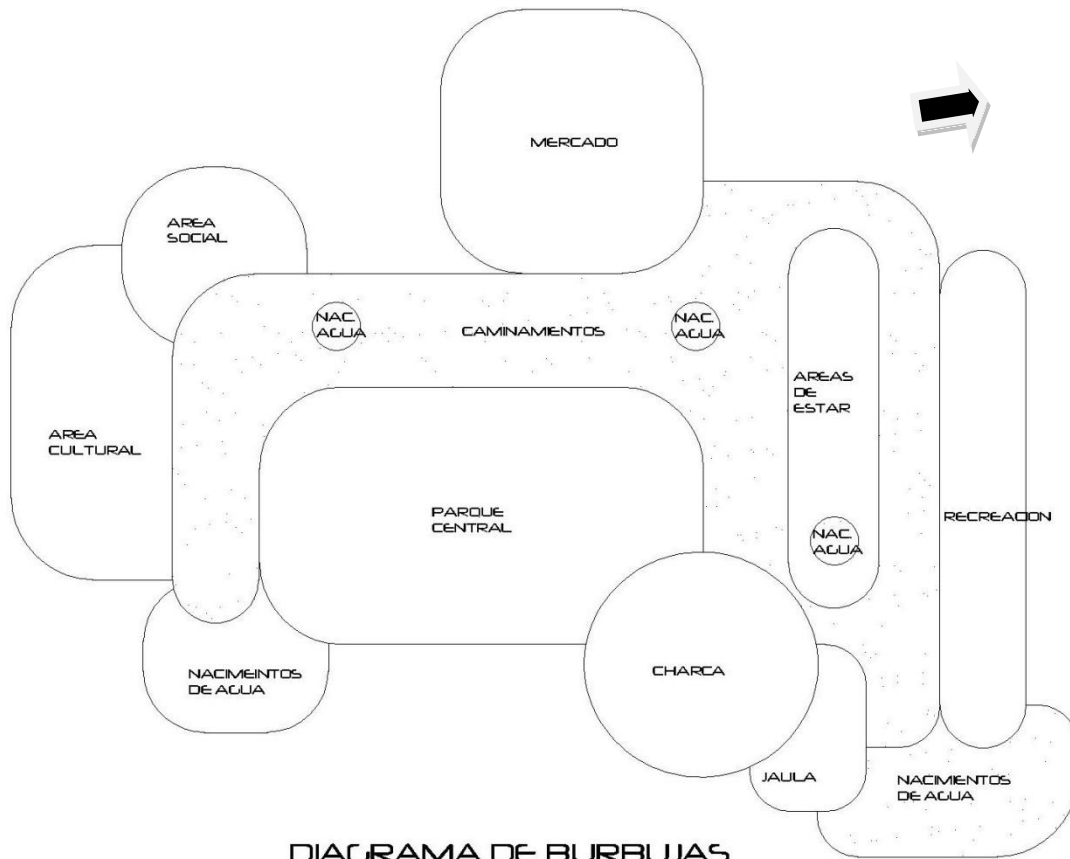 MERCADO
AREA
SOCIAL
NAC.
AGUA
CAMINAMIENTOS
NAC.
AGUA
AREAS
DE
ESTAR
AREA
CULTURAL
PARQUE
CENTRAL
RECREACION
NAC.
AGUA
NACIMEINTOS
DE AGUA
CHARCA
JAULA
NACIMIENTOS
DE AGUA
DIAGRAMA DE BURBUJAS